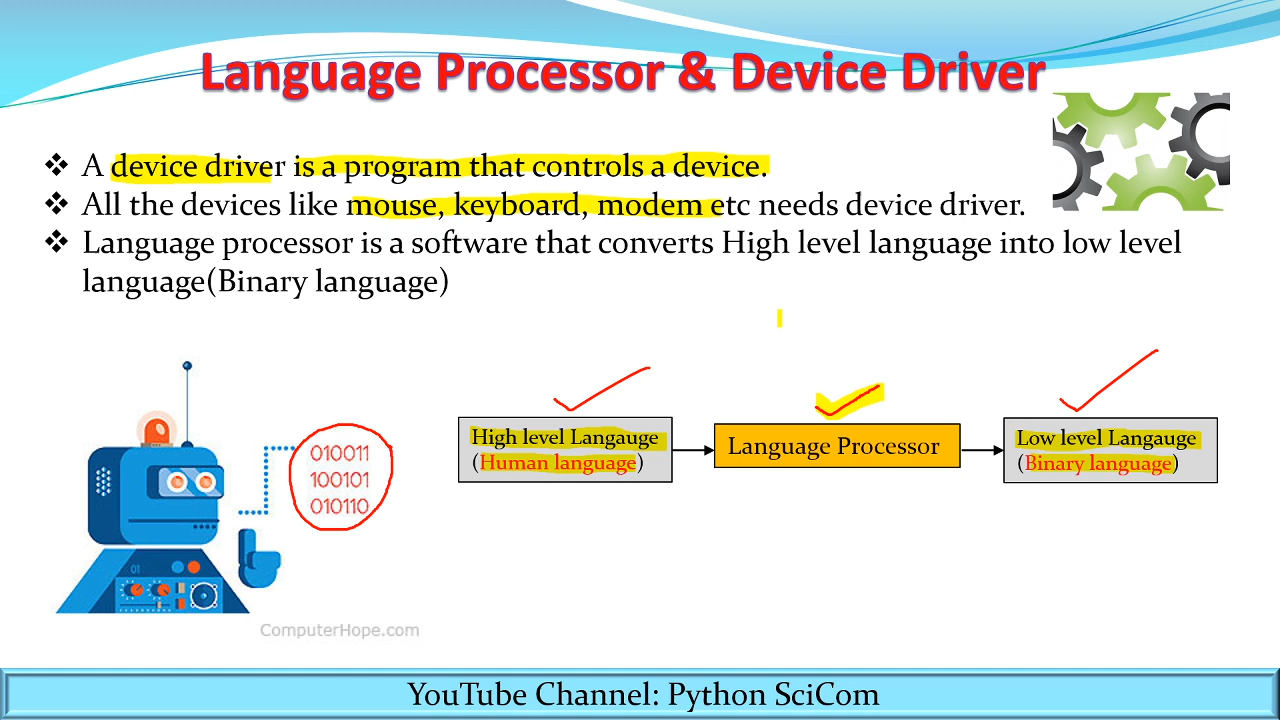 Language Processor & Device Driver
❖ A device driver is a program that controls a device.
❖ All the devices like mouse, keyboard, modem etc needs device driver.
❖ Language processor is a software that converts High level language into low level
language(Binary language)
010011
100101
010110
High level Langauge
(Human language)
Language Processor
Low level Langauge
(Binary language)
01
ComputerHope.com
YouTube Channel: Python SciCom